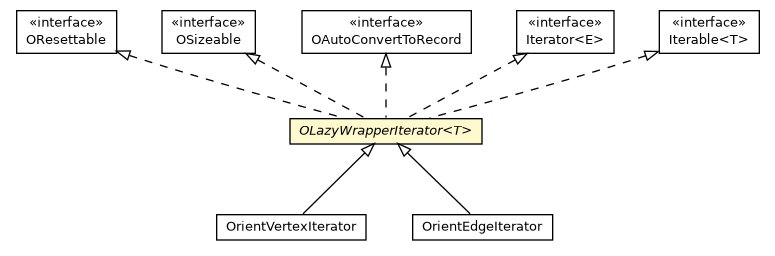 «interface»
OResettable
«interface»
OSizeable
«interface»
OAutoConvertToRecord
«interface»
Iterator<E>
«interface»
Iterable<T>
OLazyWrapperIterator<T>
OrientVertexIterator
OrientEdgeIterator